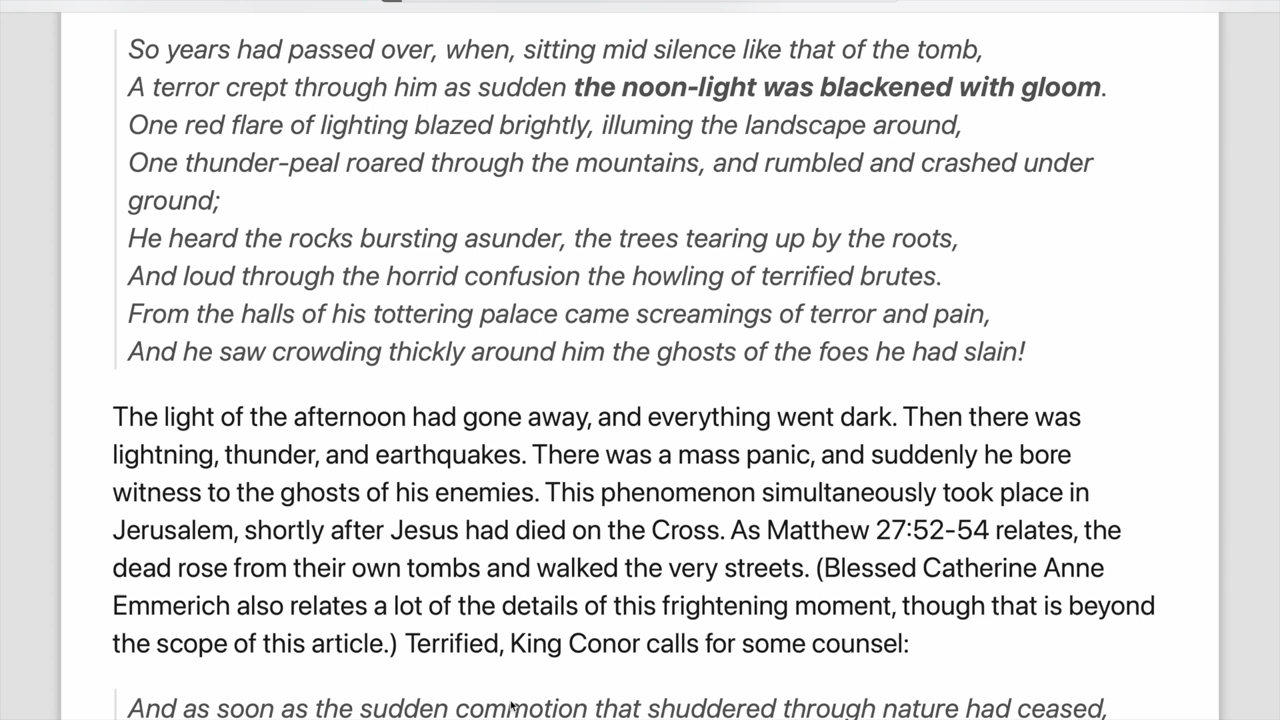 So years had passed over, when, sitting mid silence like that of the tomb,
A terror crept through him as sudden the noon-light was blackened with gloom.
One red flare of lighting blazed brightly, illuming the landscape around,
One thunder-peal roared through the mountains, and rumbled and crashed under
ground;
He heard the rocks bursting asunder, the trees tearing up by the roots,
And loud through the horrid confusion the howling of terrified brutes.
From the halls of his tottering palace came screamings of terror and pain,
And he saw crowding thickly around him the ghosts of the foes he had slain!
The light of the afternoon had gone away, and everything went dark. Then there was
lightning, thunder, and earthquakes. There was a mass panic, and suddenly he bore
witness to the ghosts of his enemies. This phenomenon simultaneously took place in
Jerusalem, shortly after Jesus had died on the Cross. As Matthew 27:52-54 relates, the
dead rose from their own tombs and walked the very streets. (Blessed Catherine Anne
Emmerich also relates a lot of the details of this frightening moment, though that is beyond
the scope of this article.) Terrified, King Conor calls for some counsel:
And as soon as the sudden commotion that shuddered through nature had ceased,